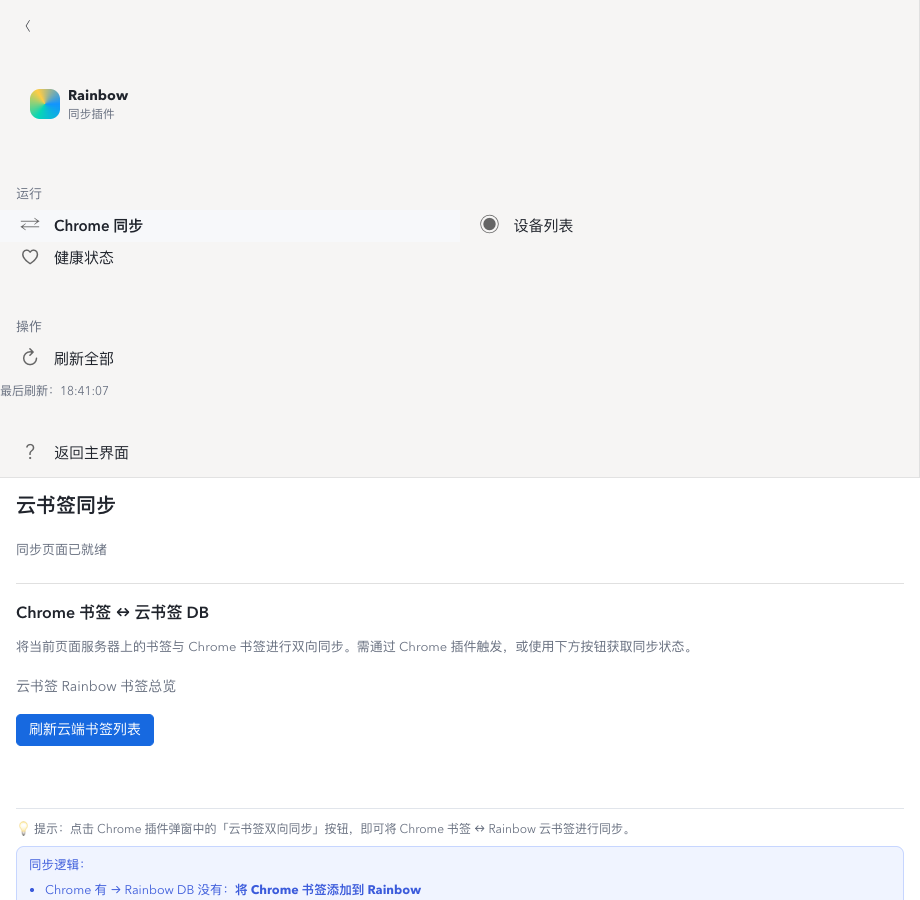 Rainbow
同步插件
运行
Chrome 同步
设备列表
健康状态
操作
刷新全部
最后刷新：18:41:07
? 返回主界面
云书签同步
同步页面已就绪
Chrome 书签 ↔ 云书签 DB
将当前页面服务器上的书签与 Chrome 书签进行双向同步。需通过 Chrome 插件触发，或使用下方按钮获取同步状态。
云书签 Rainbow 书签总览
刷新云端书签列表
💡 提示：点击 Chrome 插件弹窗中的「云书签双向同步」按钮，即可将 Chrome 书签 ↔ Rainbow 云书签进行同步。
同步逻辑：
• Chrome 有 → Rainbow DB 没有：将 Chrome 书签添加到 Rainbow